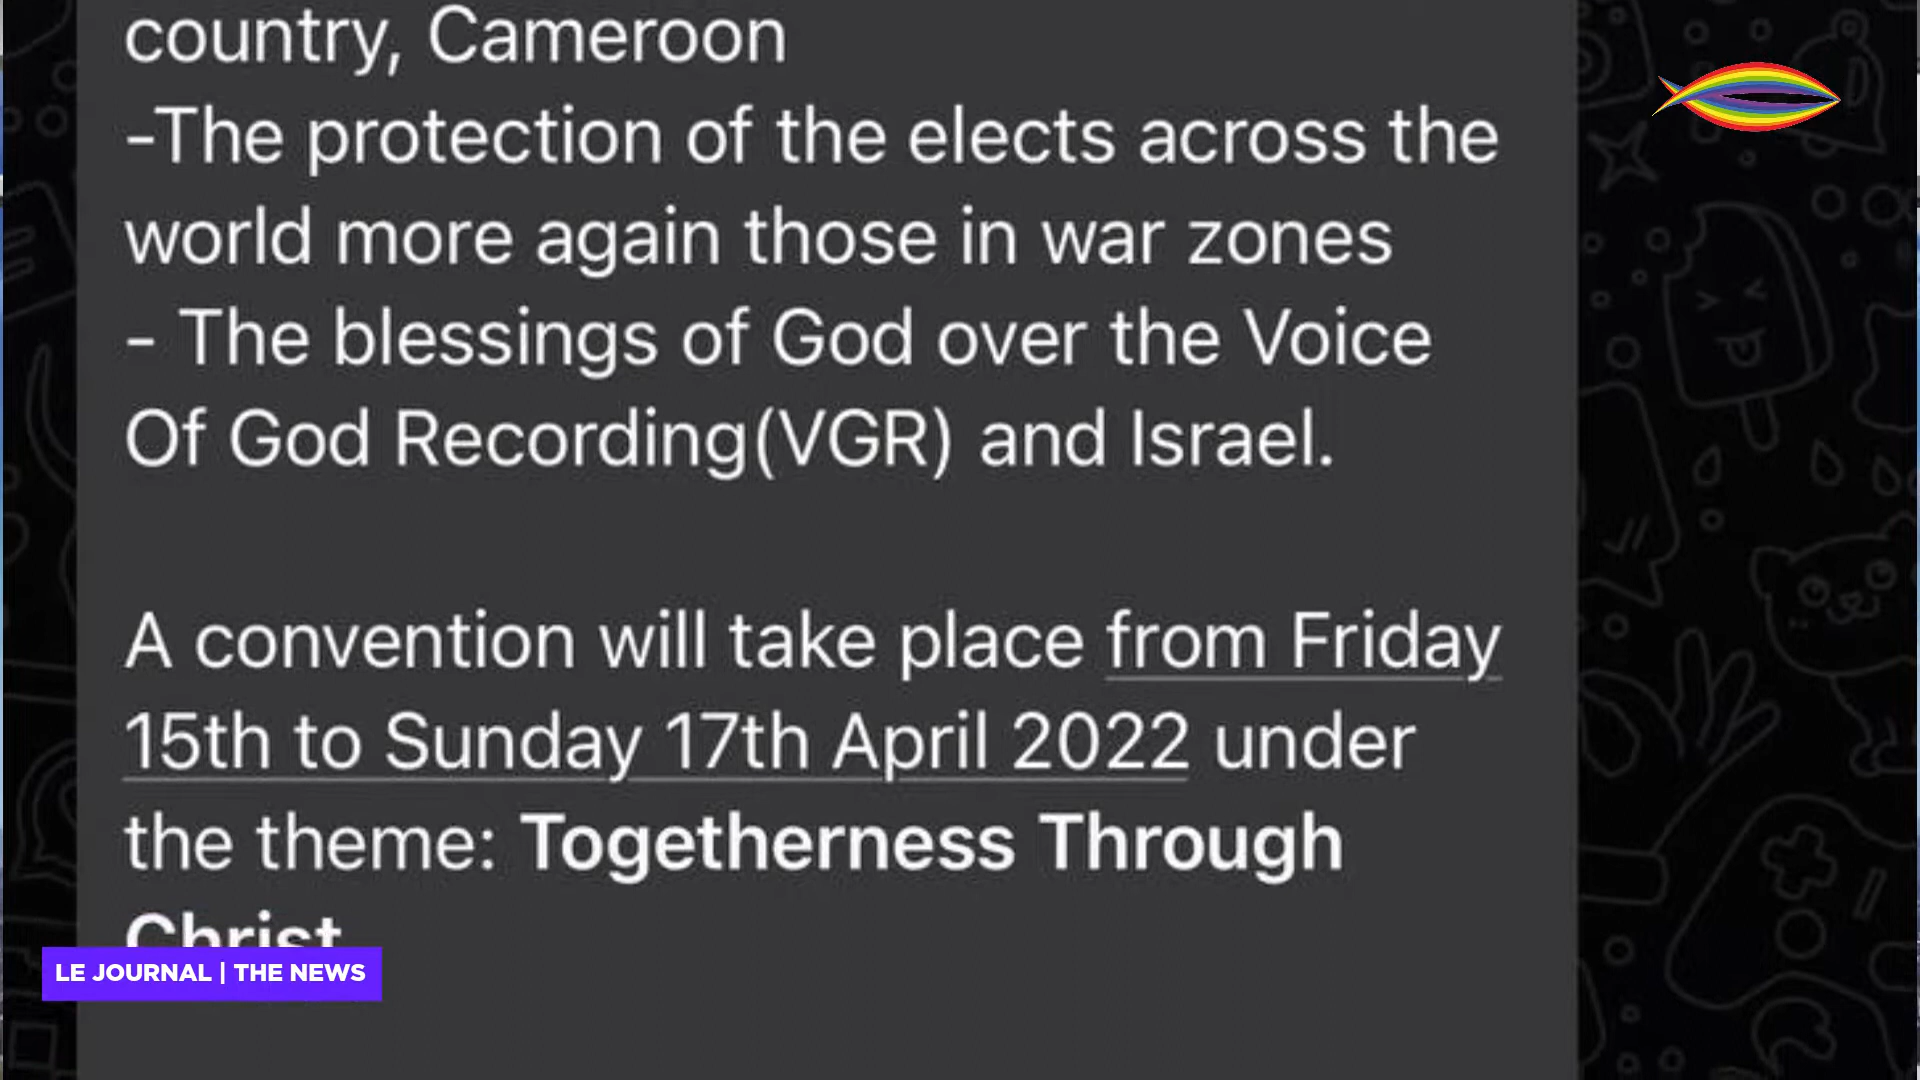 country, Cameroon
-The protection of the elects across the
world more again those in war zones
- The blessings of God over the Voice
Of God Recording(VGR) and Israel.
A convention will take place from Friday
15th to Sunday 17th April 2022 under
the theme: Togetherness Through
Christ
LE JOURNAL | THE NEWS